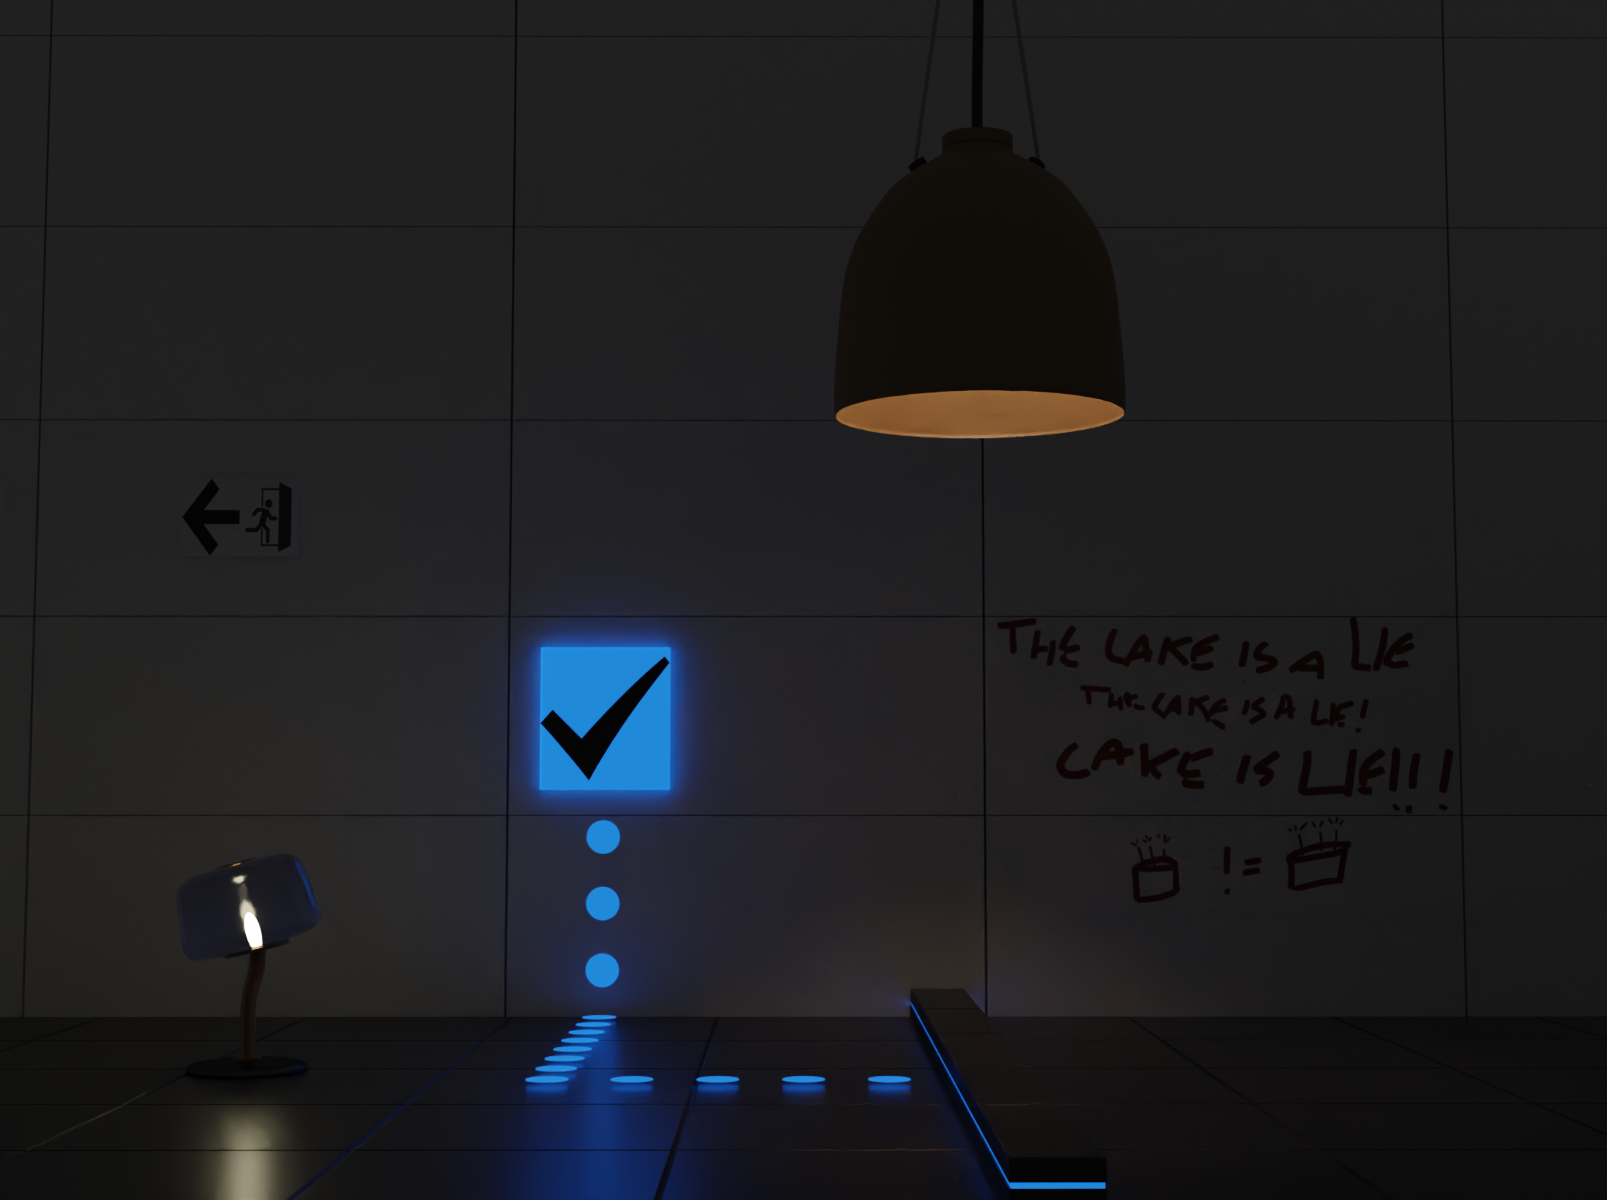 THE CAKE IS A LIE
THE CAKE IS A LIE!
CAKE IS LIE!!!
!=